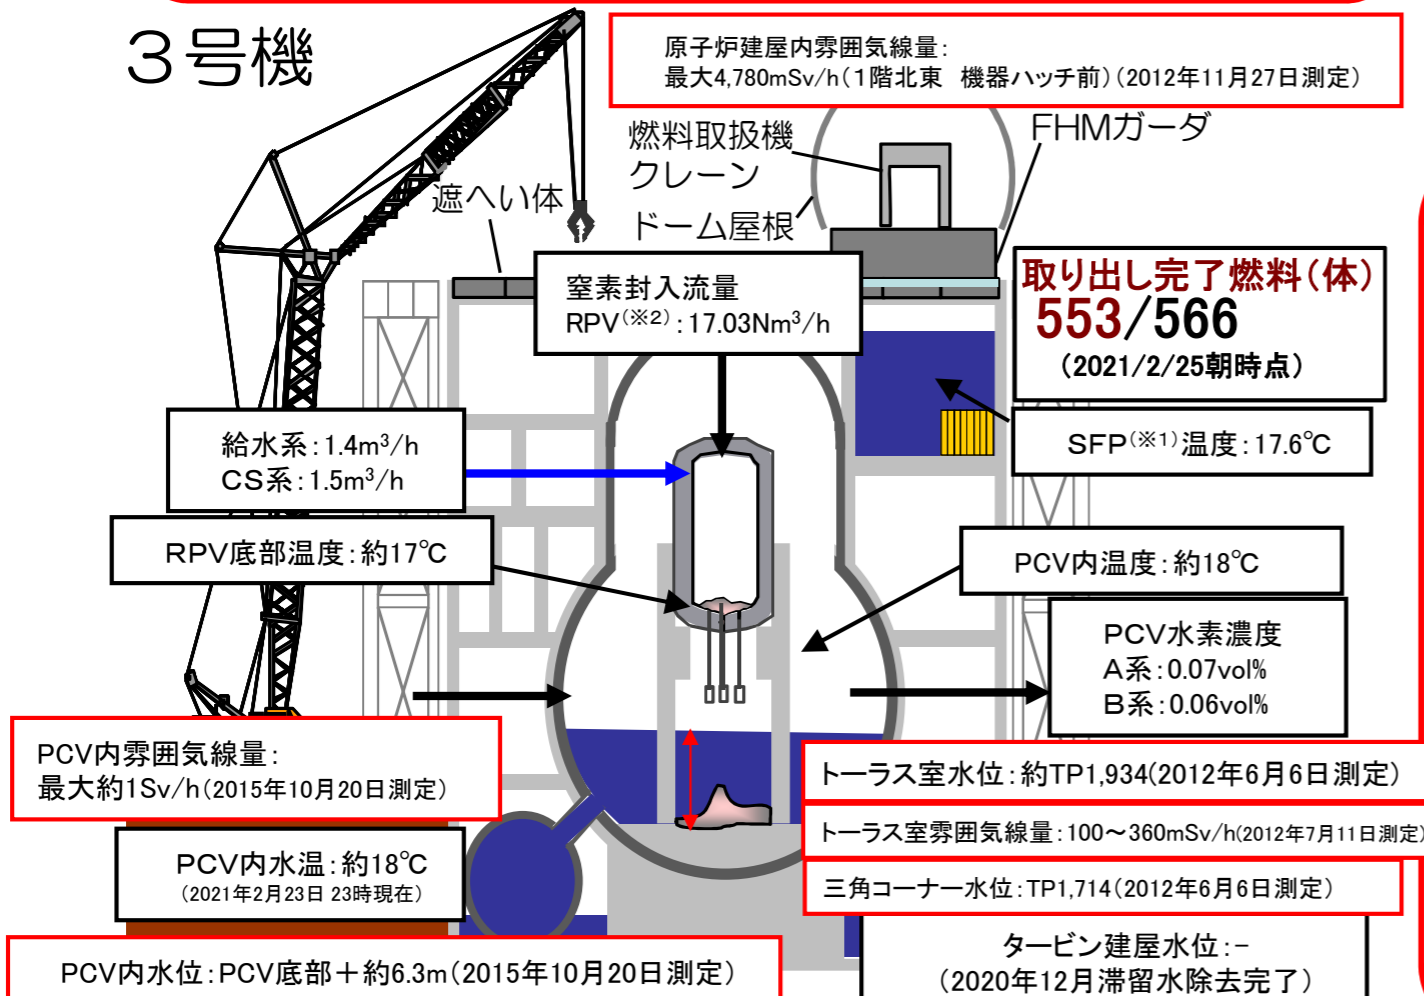 3号機
原子炉建屋内雰囲気線量:
最大4,780mSv/h(1階北東 機器ハッチ前)(2012年11月27日測定)
燃料取扱機
クレーン
FHMガーダ
遮へい体
ドーム屋根
窒素封入流量
RPV(※2):17.03Nm³/h
取り出し完了燃料(体)
553/566
(2021/2/25朝時点)
給水系:1.4m³/h
CS系:1.5m³/h
SFP(※1)温度:17.6℃
RPV底部温度:約17℃
PCV内温度:約18℃
PCV水素濃度
A系:0.07vol%
B系:0.06vol%
PCV内雰囲気線量:
最大約1Sv/h(2015年10月20日測定)
トーラス室水位:約TP1,934(2012年6月6日測定)
トーラス室雰囲気線量:100~360mSv/h(2012年7月11日測定)
PCV内水温:約18℃
(2021年2月23日 23時現在)
三角コーナー水位:TP1,714(2012年6月6日測定)
PCV内水位:PCV底部+約6.3m(2015年10月20日測定)
タービン建屋水位:-
(2020年12月滞留水除去完了)